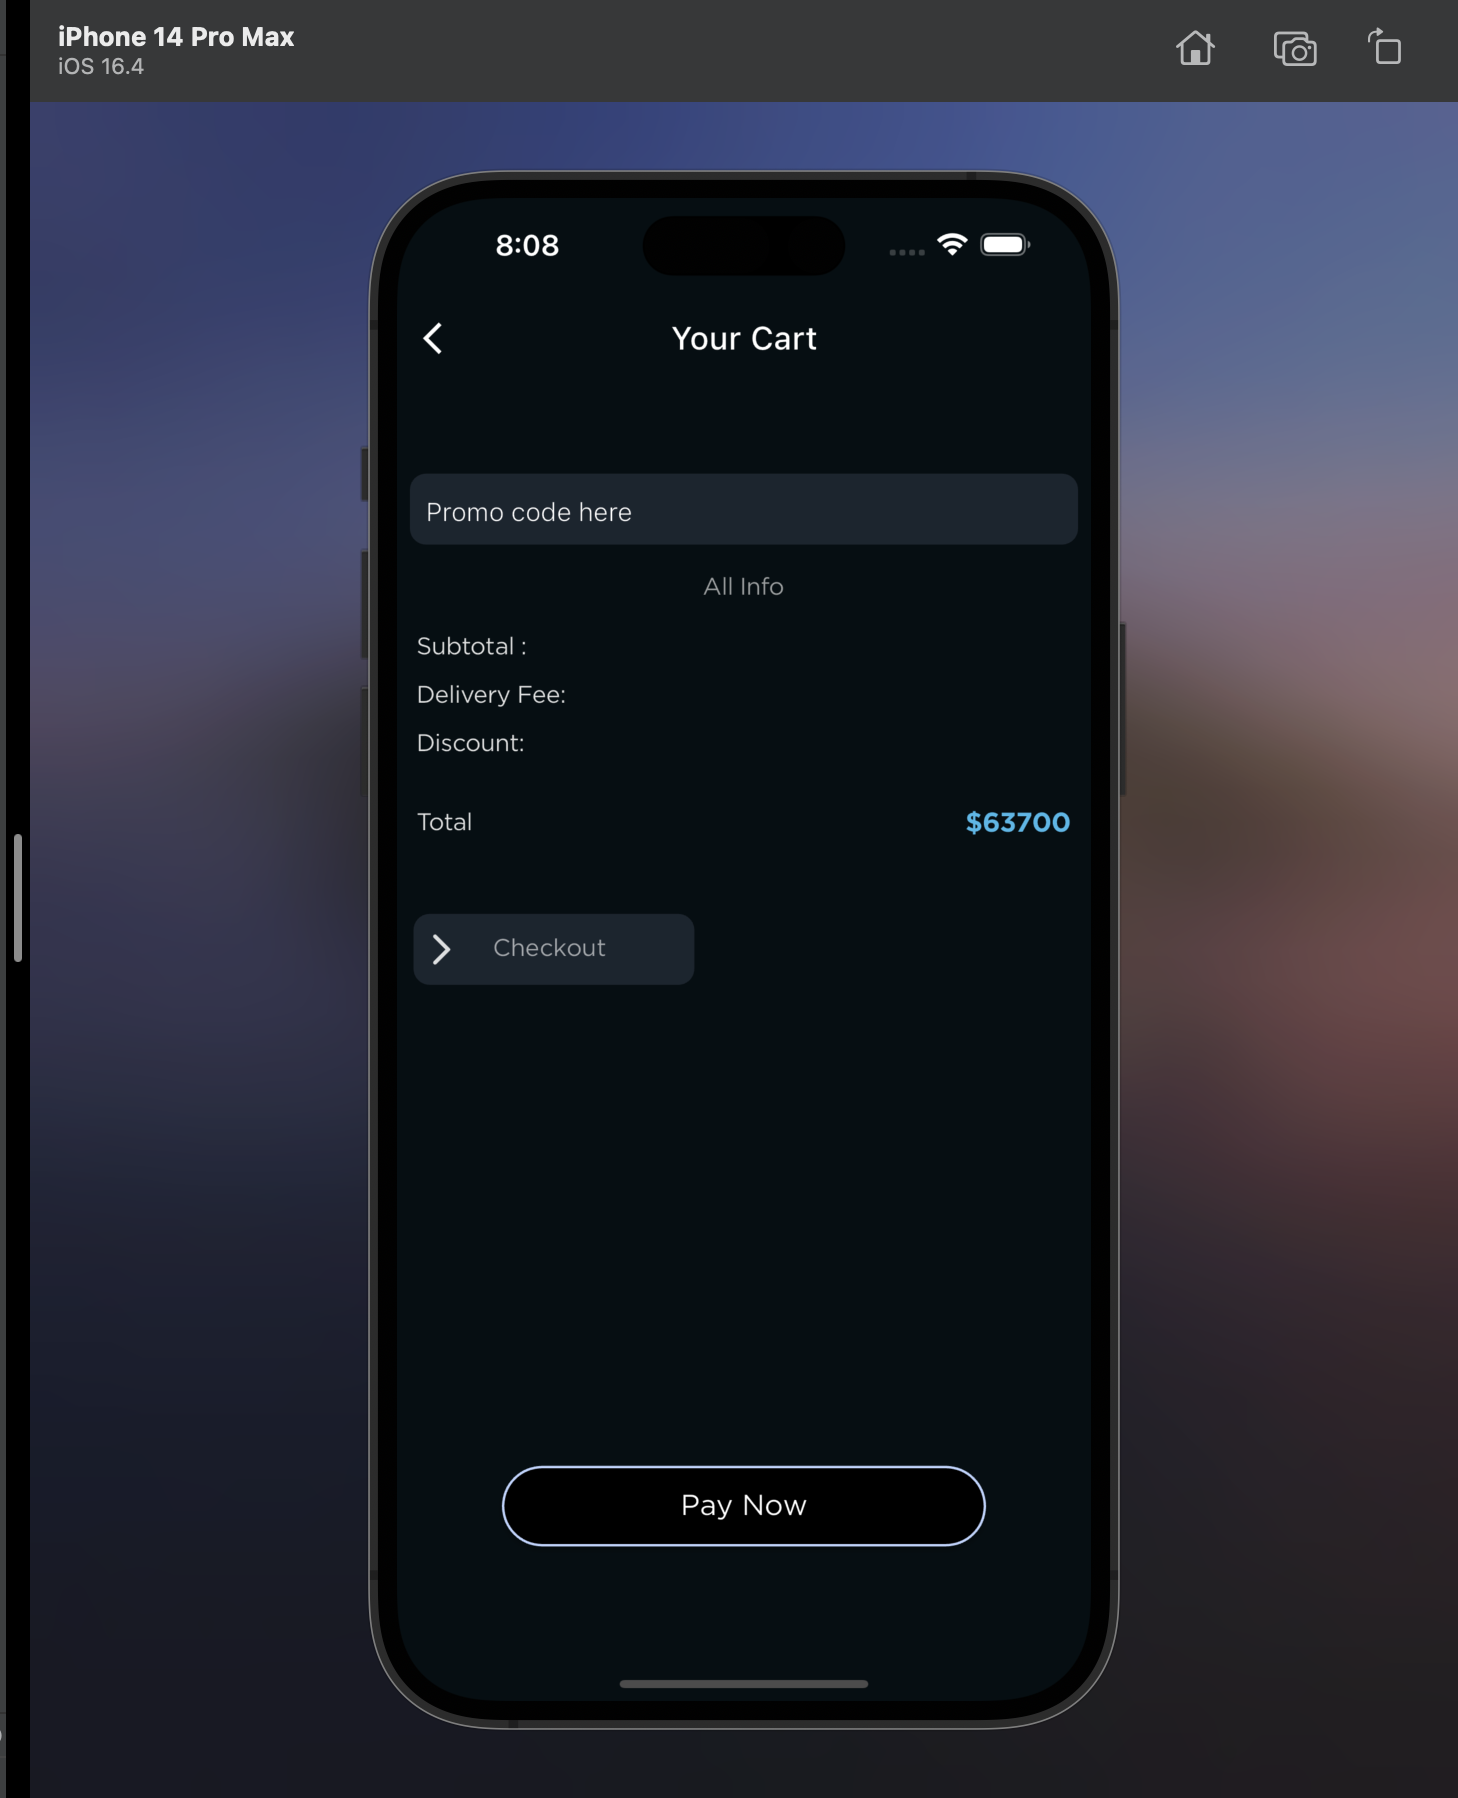 iPhone 14 Pro Max
iOS 16.4
8:08
Your Cart
Promo code here
All Info
Subtotal :
Delivery Fee:
Discount:
Total $63700
Checkout
Pay Now